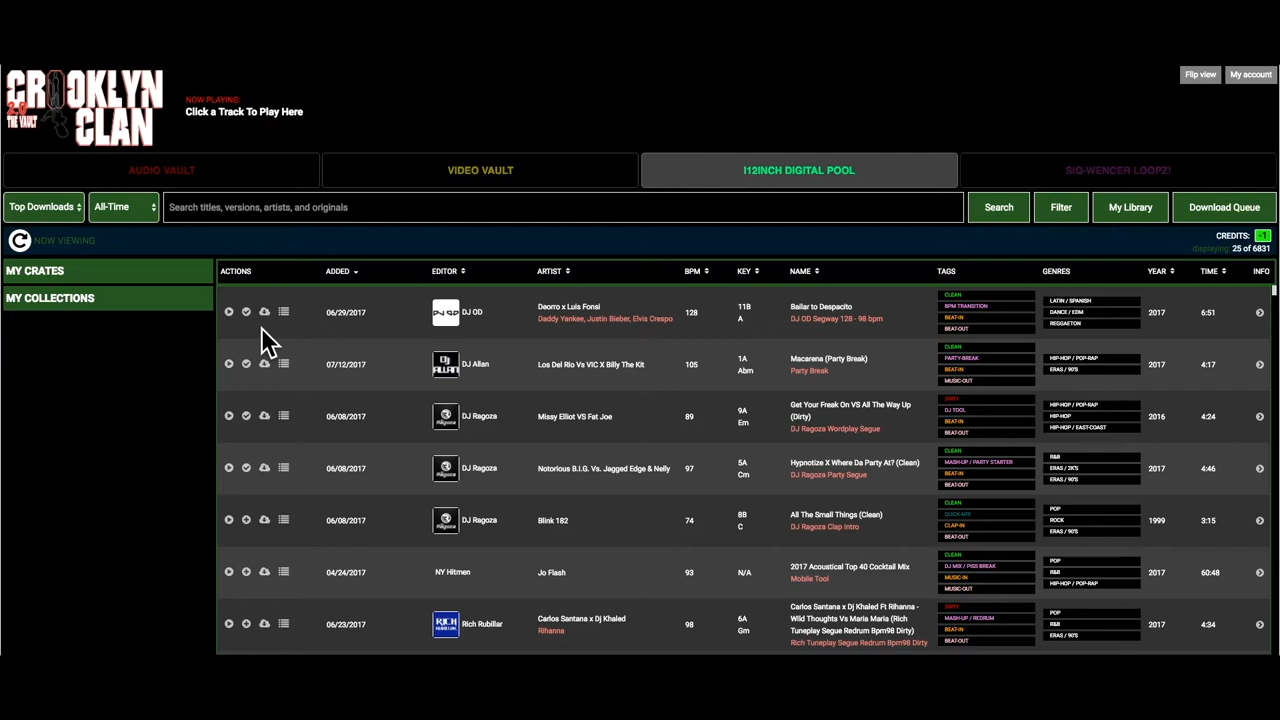 CROOKLYN
2.0
THE VAULT
CLAN
NOW PLAYING:
Click a Track To Play Here
Flip view
My account
AUDIO VAULT
VIDEO VAULT
I12INCH DIGITAL POOL
SIQ-WENCER LOOPZ!
Top Downloads
All-Time
Search titles, versions, artists, and originals
Search
Filter
My Library
Download Queue
NOW VIEWING
CREDITS: -1
displaying: 25 of 6831
MY CRATES
MY COLLECTIONS
ACTIONS ADDED EDITOR ARTIST BPM KEY NAME TAGS GENRES YEAR TIME INFO
06/29/2017
DJ OD
Deorro x Luis Fonsi
Daddy Yankee, Justin Bieber, Elvis Crespo
128
11B
A
Bailar to Despacito
DJ OD Segway 128 - 98 bpm
CLEAN
BPM TRANSITION
BEAT-IN
BEAT-OUT
LATIN / SPANISH
DANCE / EDM
REGGAETON
2017
6:51
07/12/2017
DJ ALLAN
DJ Allan
Los Del Rio Vs VIC X Billy The Kit
105
1A
Abm
Macarena (Party Break)
Party Break
CLEAN
PARTY-BREAK
BEAT-IN
MUSIC-OUT
HIP-HOP / POP-RAP
ERAS / 90'S
2017
4:17
06/08/2017
DJ Ragoza
Missy Elliot VS Fat Joe
89
9A
Em
Get Your Freak On VS All The Way Up
(Dirty)
DJ Ragoza Wordplay Segue
DIRTY
DJ TOOL
BEAT-IN
BEAT-OUT
HIP-HOP / POP-RAP
HIP-HOP
HIP-HOP / EAST-COAST
2016
4:24
06/08/2017
DJ Ragoza
Notorious B.I.G. Vs. Jagged Edge & Nelly
97
5A
Cm
Hypnotize X Where Da Party At? (Clean)
DJ Ragoza Party Segue
CLEAN
MASH-UP / PARTY STARTER
BEAT-IN
BEAT-OUT
R&B
ERAS / 2K'S
ERAS / 90'S
2017
4:46
06/08/2017
DJ Ragoza
Blink 182
74
8B
C
All The Small Things (Clean)
DJ Ragoza Clap Intro
CLEAN
QUICK-MIX
CLAP-IN
BEAT-OUT
POP
ROCK
ERAS / 90'S
1999
3:15
04/24/2017
NY Hitmen
Jo Flash
93
N/A
2017 Acoustical Top 40 Cocktail Mix
Mobile Tool
CLEAN
DJ MIX / PISS BREAK
MUSIC-IN
MUSIC-OUT
POP
R&B
HIP-HOP / POP-RAP
2017
60:48
06/23/2017
RICH
RUBILLAR
Rich Rubillar
Carlos Santana x Dj Khaled
Rihanna
98
6A
Gm
Carlos Santana x Dj Khaled Ft Rihanna -
Wild Thoughts Vs Maria Maria (Rich
Tuneplay Segue Redrum Bpm98 Dirty)
Rich Tuneplay Segue Redrum Bpm98 Dirty
DIRTY
MASH-UP / REDRUM
BEAT-IN
BEAT-OUT
POP
R&B
ERAS / 90'S
2017
4:34